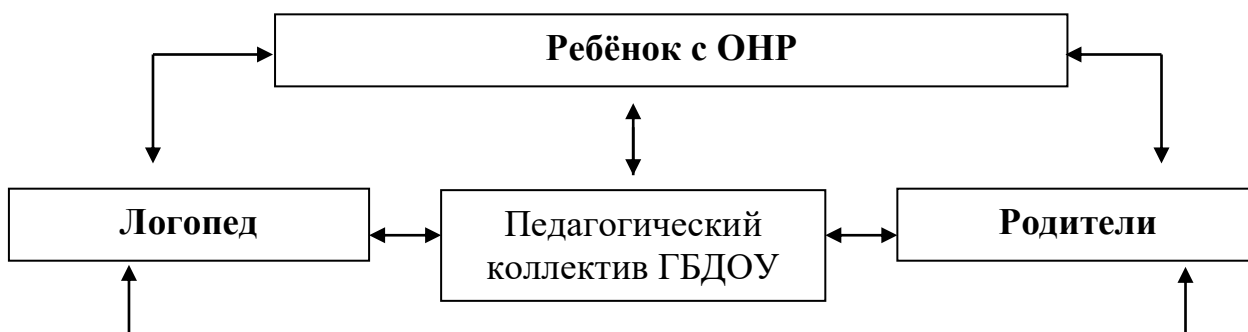 Ребёнок с ОНР
Логопед
Педагогический
коллектив ГБДОУ
Родители